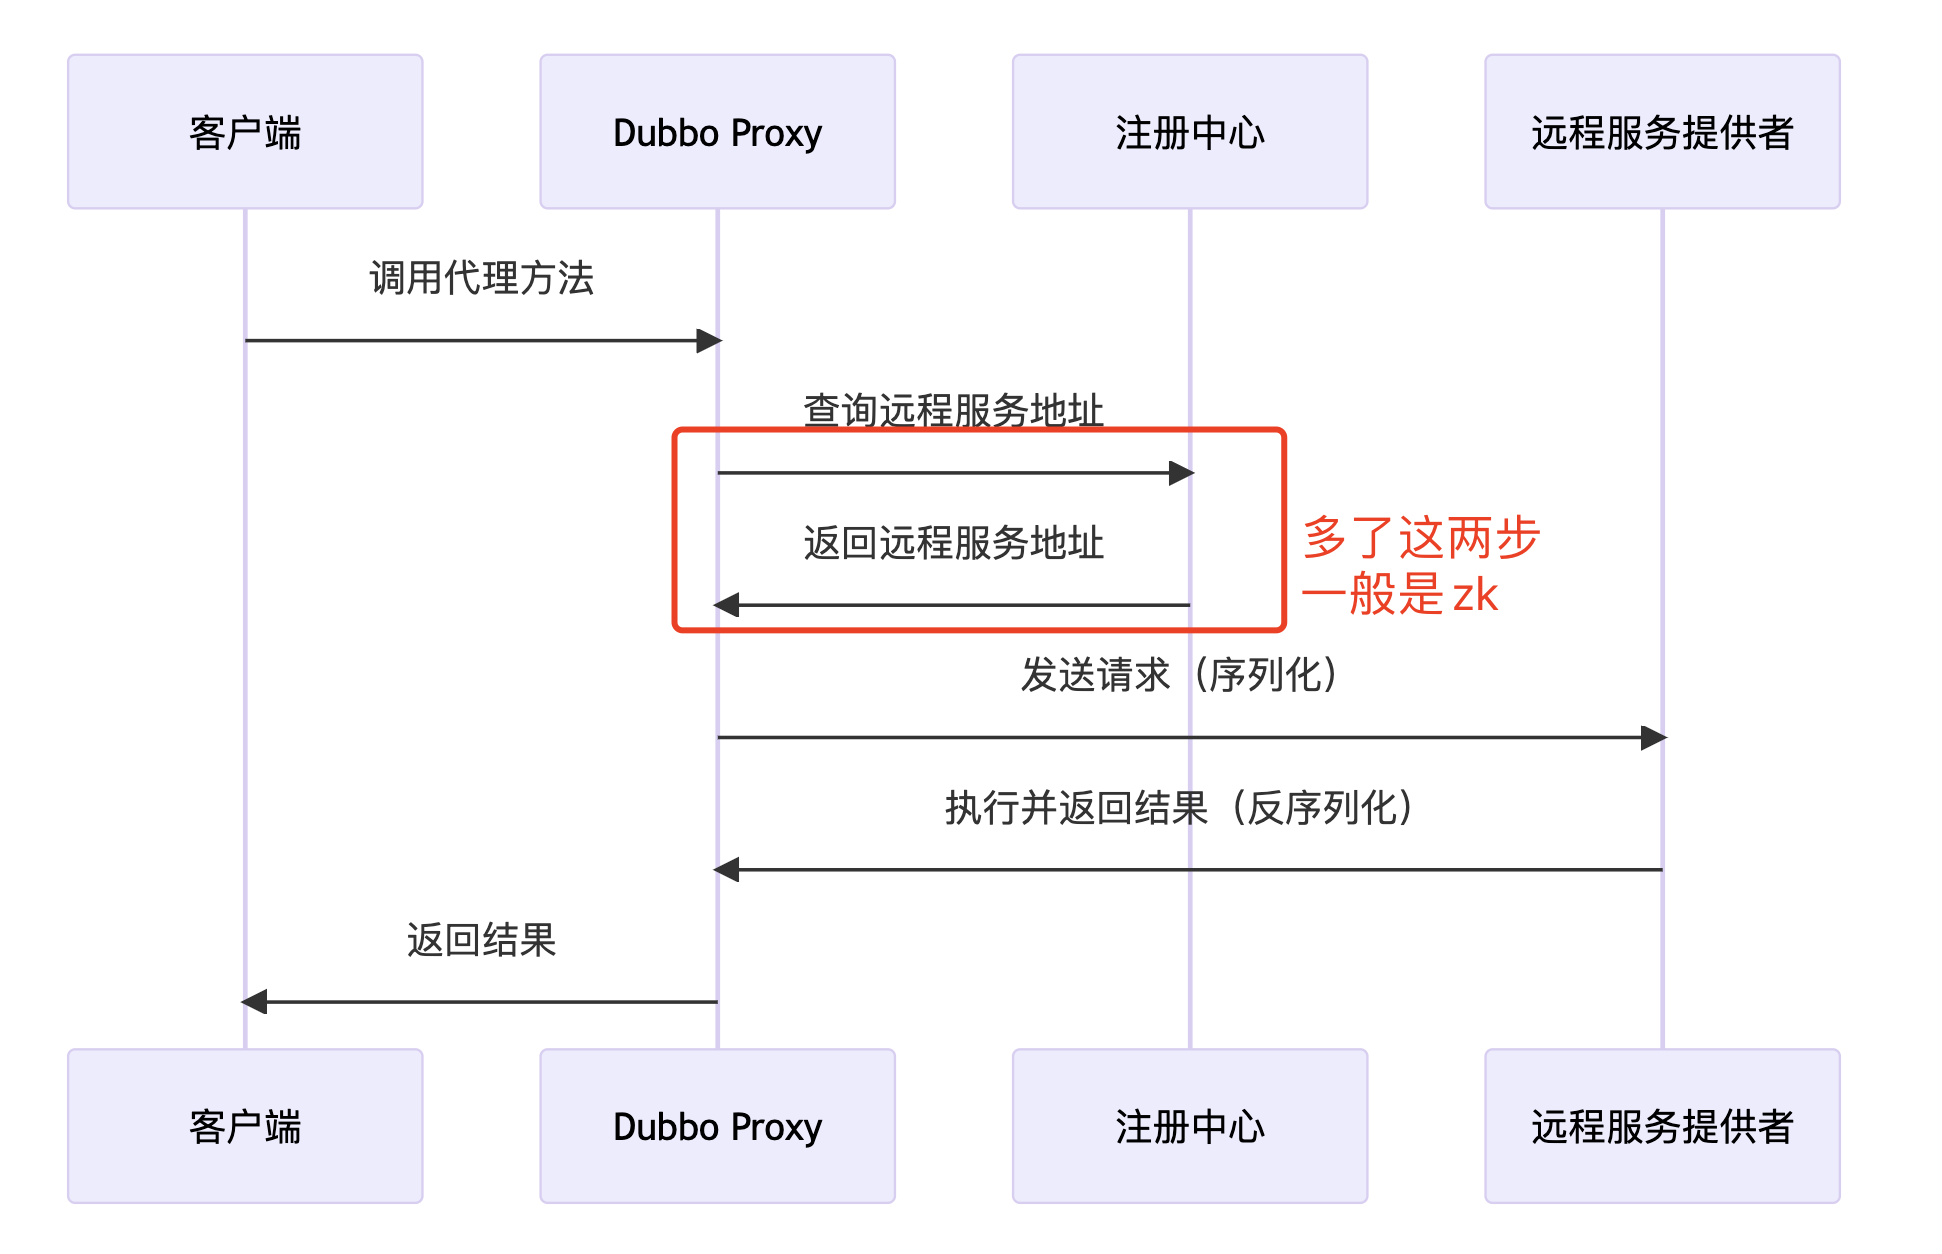 客户端
Dubbo Proxy
注册中心
远程服务提供者
调用代理方法
查询远程服务地址
返回远程服务地址
多了这两步
一般是 zk
发送请求（序列化）
执行并返回结果（反序列化）
返回结果
客户端
Dubbo Proxy
注册中心
远程服务提供者